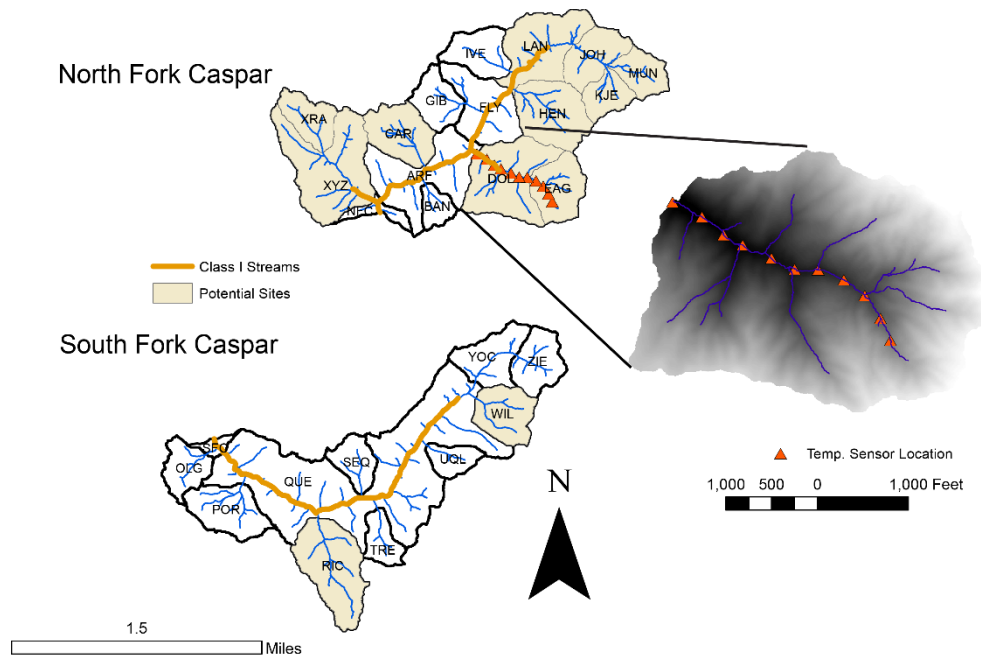 North Fork Caspar
IVE
LAN
JOH
MUN
KJE
GIB
FLY
HEN
XRA
CAR
ARF
DOL
EAG
XYZ
NFC
BAN
Class I Streams
Potential Sites
South Fork Caspar
YOC
ZIE
WIL
SFC
OLG
QUE
SEQ
UQL
POR
TRE
RIC
N
Temp. Sensor Location
1,000 500 0 1,000 Feet
1.5
Miles